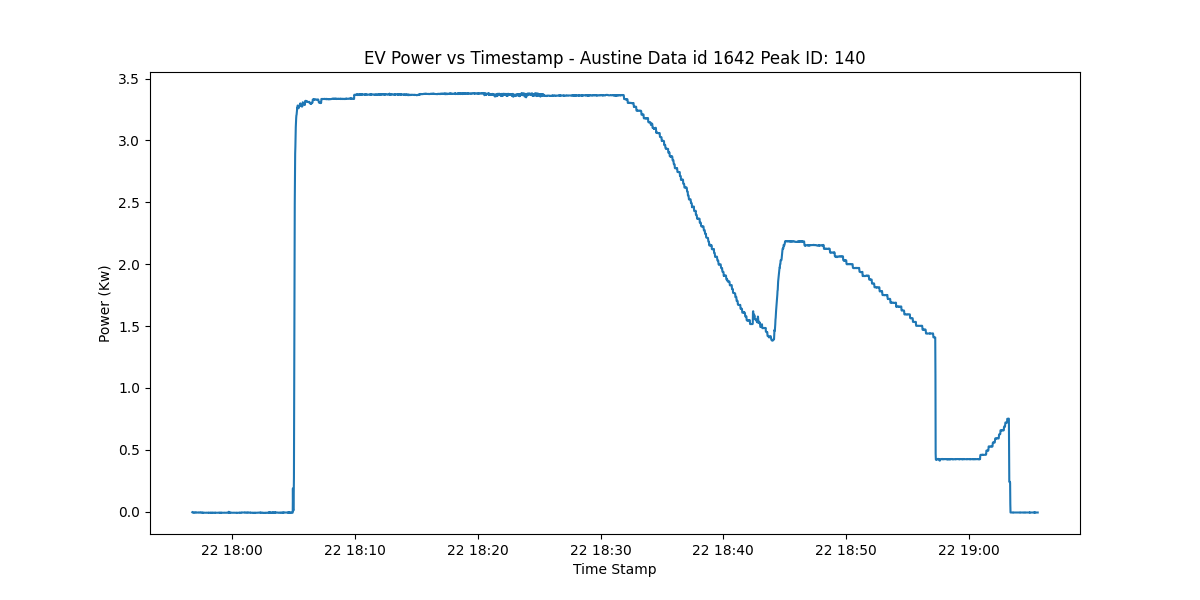 EV Power vs Timestamp - Austine Data id 1642 Peak ID: 140
3.5
3.0
2.5
2.0
1.5
1.0
0.5
0.0
Power (Kw)
22 18:00 22 18:10 22 18:20 22 18:30 22 18:40 22 18:50 22 19:00
Time Stamp